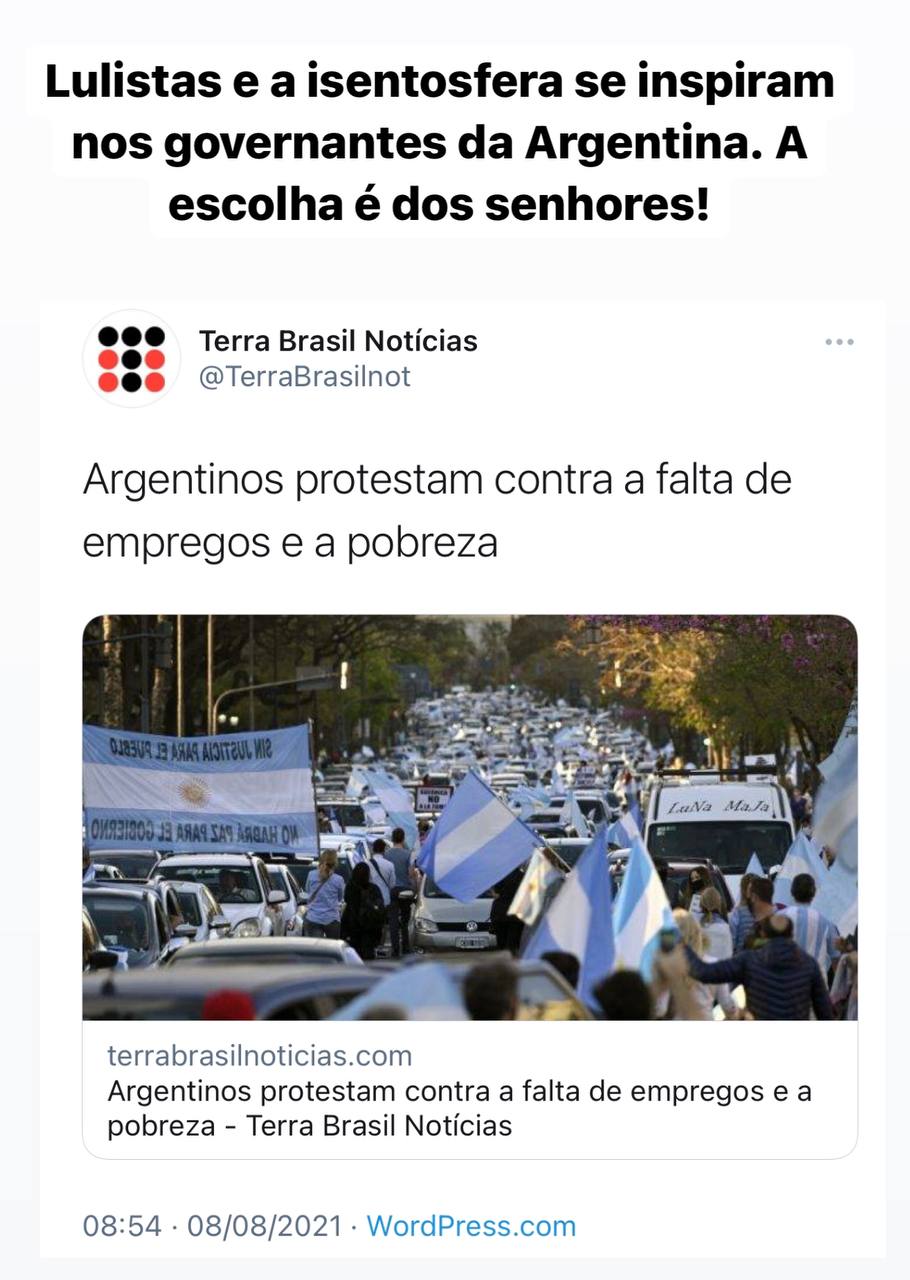 Lulistas e a isentosfera se inspiram
nos governantes da Argentina. A
escolha é dos senhores!
Terra Brasil Notícias
@TerraBrasilnot
Argentinos protestam contra a falta de
empregos e a pobreza
SIN JUSTICIA PARA EL PUEBLO
NO HABRÁ PAZ PARA EL GOBIERNO
NO
LuNa MaJa
terrabrasilnoticias.com
Argentinos protestam contra a falta de empregos e a
pobreza - Terra Brasil Notícias
08:54 · 08/08/2021 · WordPress.com